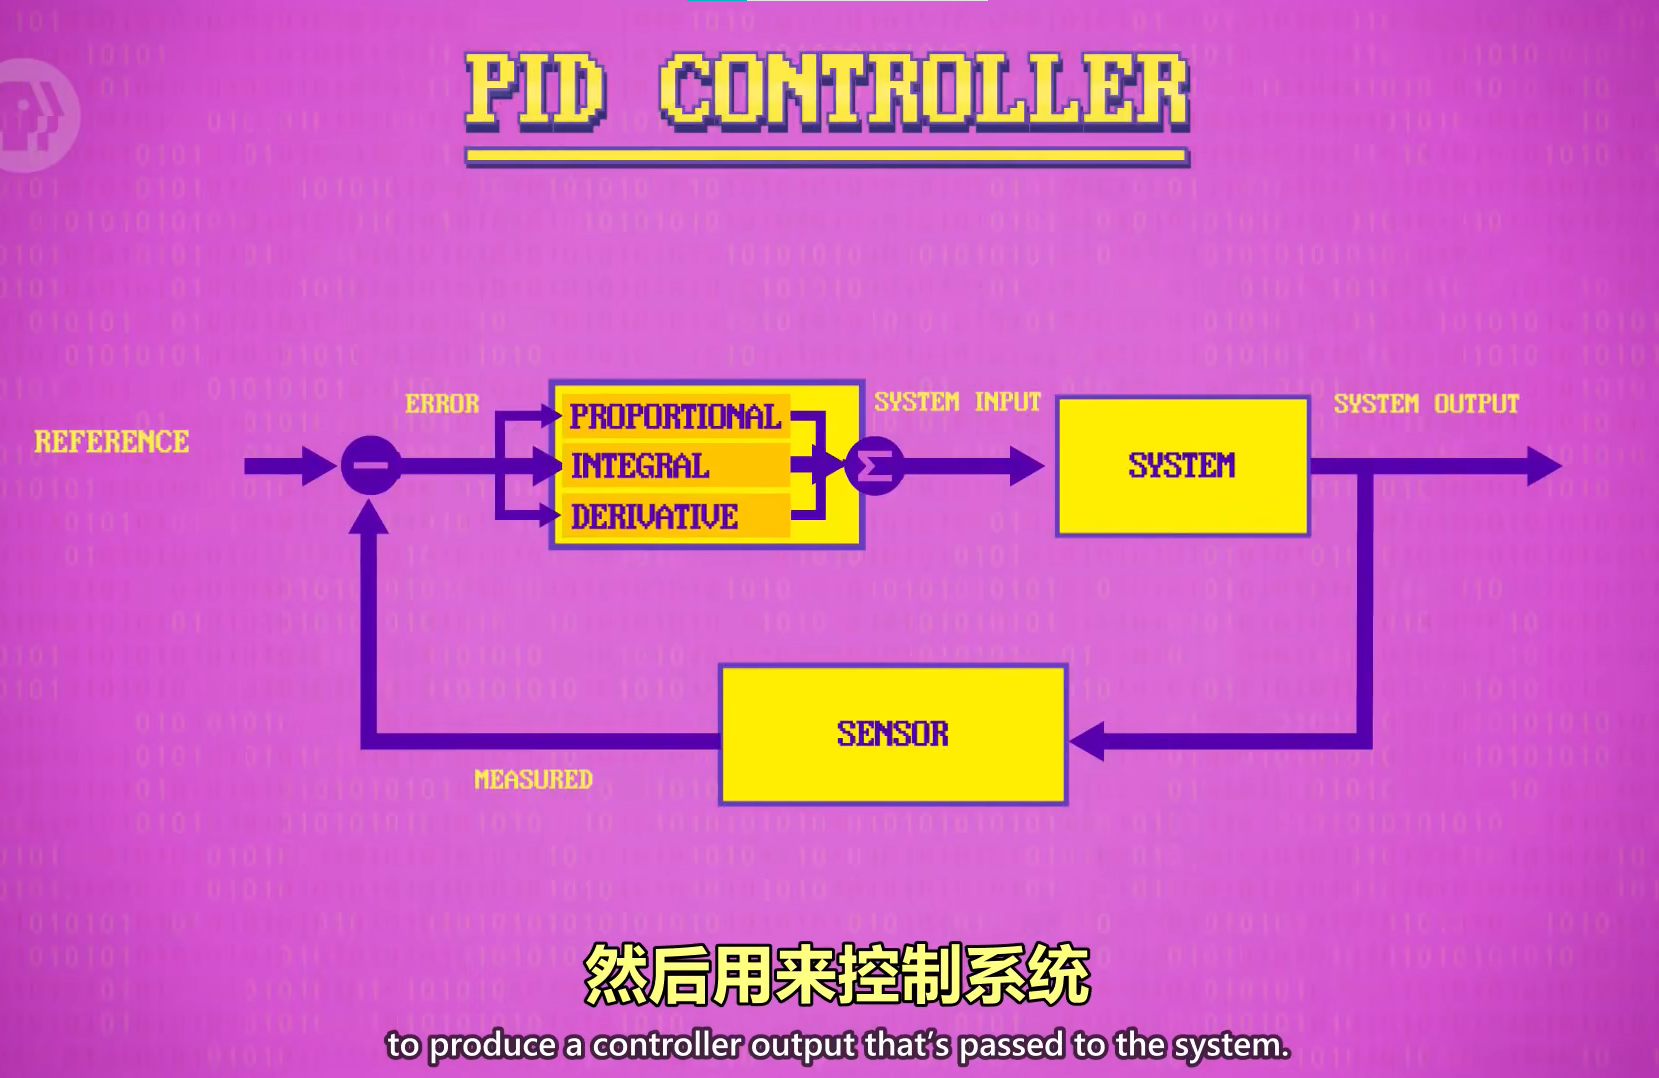 PID CONTROLLER
REFERENCE
ERROR
PROPORTIONAL
INTEGRAL
DERIVATIVE
Σ
SYSTEM INPUT
SYSTEM
SYSTEM OUTPUT
SENSOR
MEASURED
然后用来控制系统
to produce a controller output that's passed to the system.